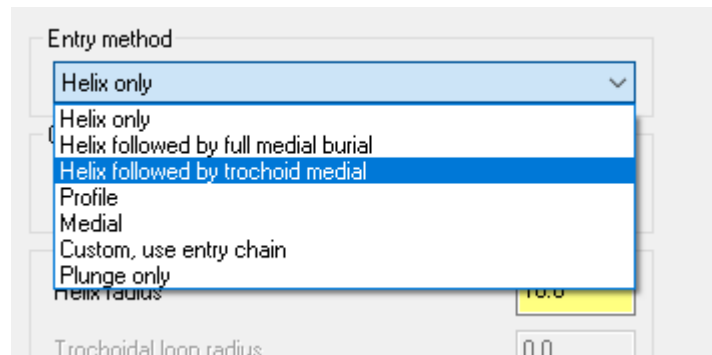 Entry method
Helix only
Helix only
Helix followed by full medial burial
Helix followed by trochoid medial
Profile
Medial
Custom, use entry chain
Plunge only
Helix radius 10.0
Trochoidal loop radius 0.0